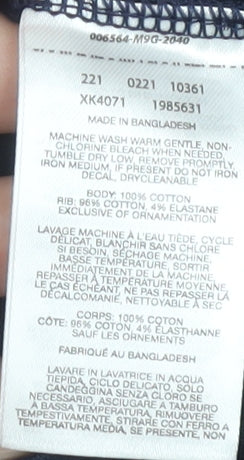 006564-M9G-2040
221 0221 10361
XK4071 1985631
MADE IN BANGLADESH
MACHINE WASH WARM GENTLE, NON-
CHLORINE BLEACH WHEN NEEDED,
TUMBLE DRY LOW, REMOVE PROMPTLY,
IRON MEDIUM, IF PRESENT DO NOT IRON
DECAL, DRYCLEANABLE
BODY: 100% COTTON
RIB: 96% COTTON, 4% ELASTANE
EXCLUSIVE OF ORNAMENTATION
LAVAGE MACHINE À L'EAU TIÈDE, CYCLE
DÉLICAT, BLANCHIR SANS CHLORE
SI BESOIN, SÉCHAGE MACHINE,
BASSE TEMPÉRATURE, SORTIR
IMMÉDIATEMENT DE LA MACHINE,
REPASSER À TEMPÉRATURE MOYENNE,
LE CAS ÉCHÉANT, NE PAS REPASSER LA
DÉCALCOMANIE, NETTOYABLE À SEC
CORPS: 100% COTON
CÔTE: 96% COTON, 4% ÉLASTHANNE
SAUF LES ORNEMENTS
FABRIQUÉ AU BANGLADESH
LAVARE IN LAVATRICE IN ACQUA
TIEPIDA, CICLO DELICATO, SOLO
CANDEGGINA SENZA CLORO SE
NECESSARIO, ASCIUGARE A TAMBURO
A BASSA TEMPERATURA, RIMUOVERE
TEMPESTIVAMENTE, STIRARE CON FERRO A
TEMPERATURA MEDIA, SE PRESENTE, NON